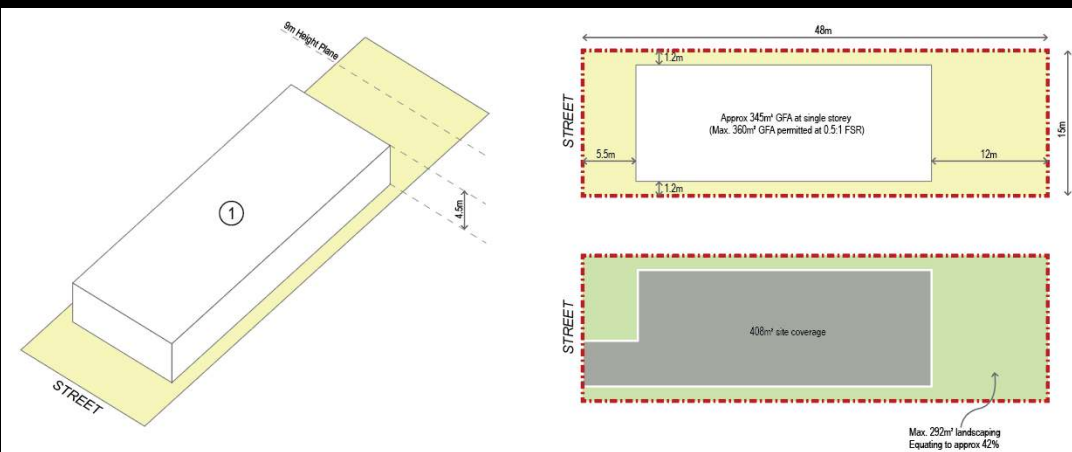 9m Height Plane
4.5m
1
STREET
48m
1.2m
STREET
Approx 345m² GFA at single storey
(Max. 360m² GFA permitted at 0.5:1 FSR)
15m
5.5m
12m
1.2m
STREET
408m² site coverage
Max. 292m² landscaping
Equating to approx 42%